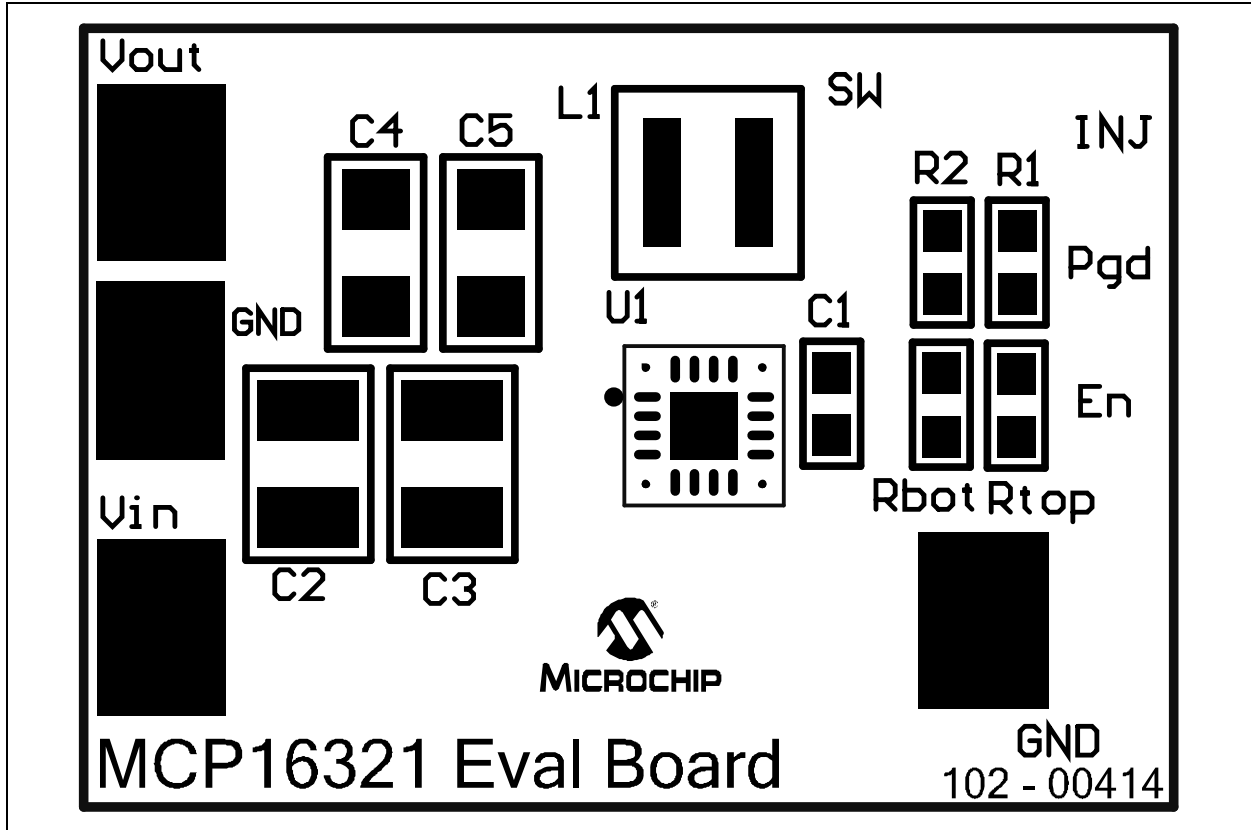 Vout
C4
C5
L1
SW
INJ
R2
R1
Pgd
GND
U1
C1
En
Vin
Rbot
Rtop
C2
C3
®
MICROCHIP
GND
MCP16321 Eval Board
102 - 00414